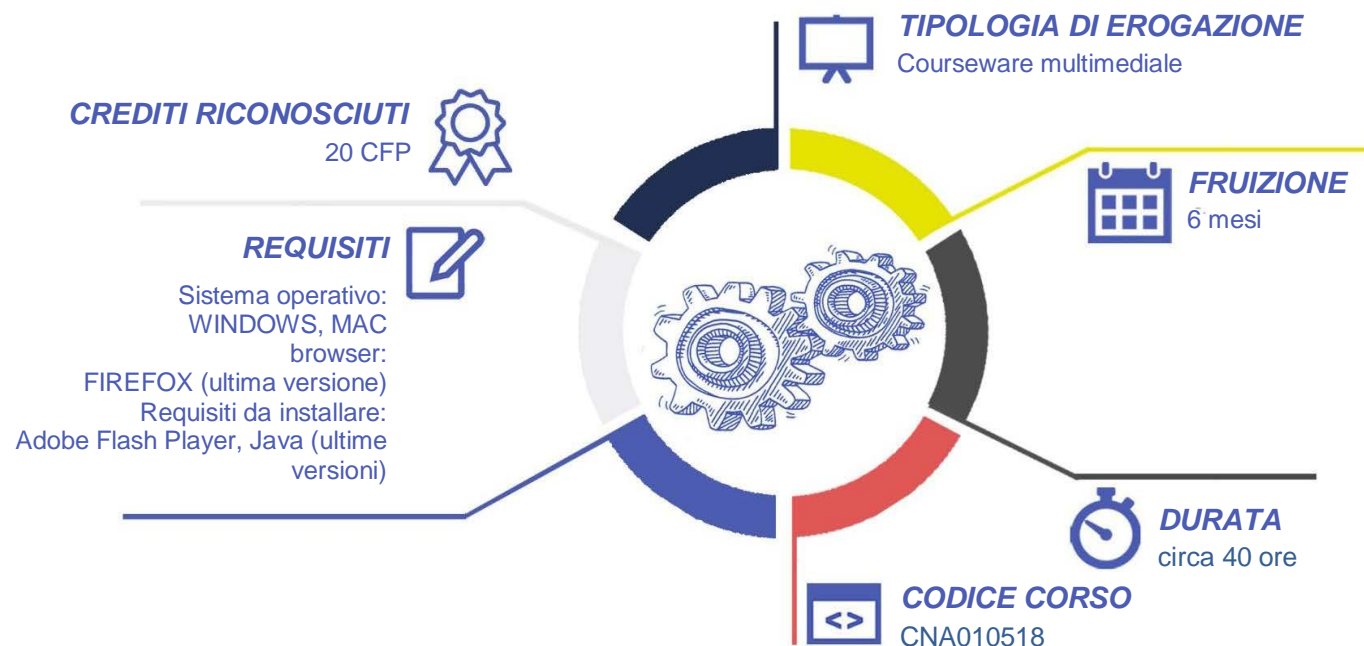 TIPOLOGIA DI EROGAZIONE
Courseware multimediale
CREDITI RICONOSCIUTI
20 CFP
FRUIZIONE
6 mesi
REQUISITI
Sistema operativo:
WINDOWS, MAC
browser:
FIREFOX (ultima versione)
Requisiti da installare:
Adobe Flash Player, Java (ultime
versioni)
DURATA
circa 40 ore
CODICE CORSO
<>
CNA010518